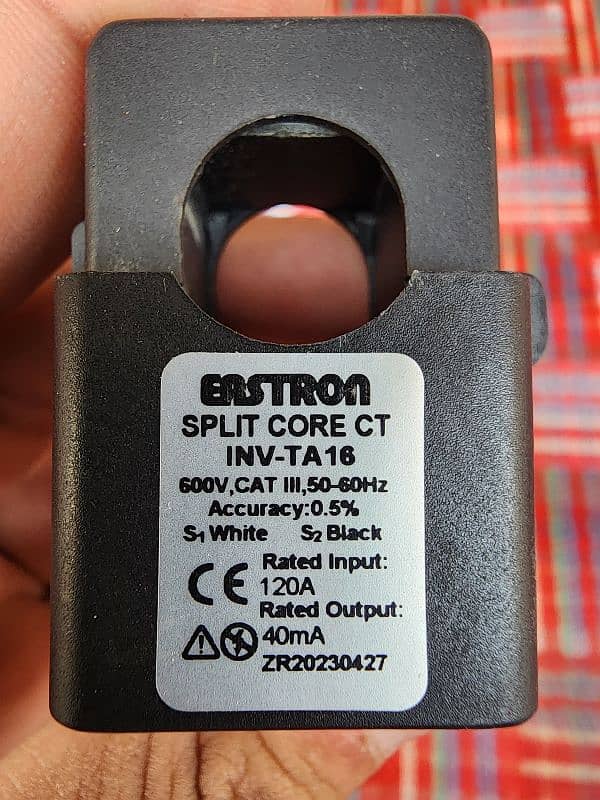 EASTRON
SPLIT CORE CT
INV-TA16
600V,CAT III,50-60Hz
Accuracy:0.5%
S₁ White S₂ Black
CE
Rated Input:
120A
Rated Output:
40mA
ZR20230427